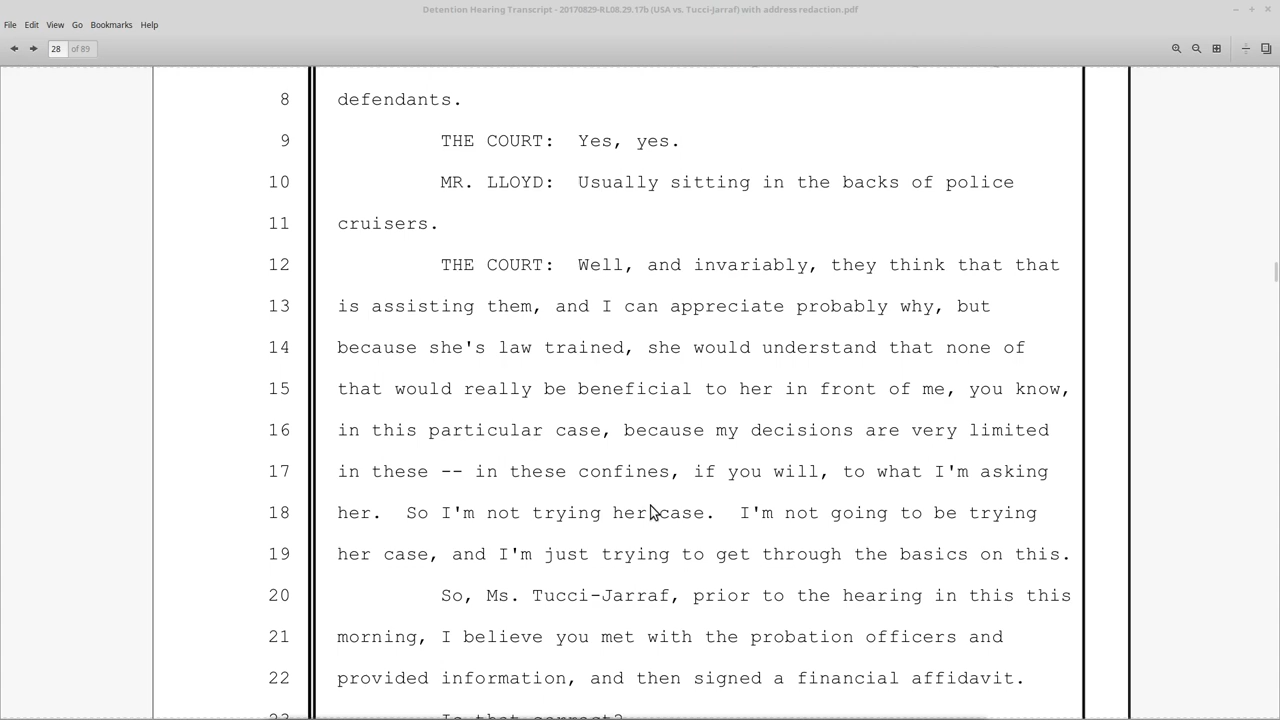 Detention Hearing Transcript - 20170829-RL08.29.17b (USA vs. Tucci-Jarraf) with address redaction.pdf
File Edit View Go Bookmarks Help
28 of 89
8 defendants.
9 THE COURT: Yes, yes.
10 MR. LLOYD: Usually sitting in the backs of police
11 cruisers.
12 THE COURT: Well, and invariably, they think that that
13 is assisting them, and I can appreciate probably why, but
14 because she's law trained, she would understand that none of
15 that would really be beneficial to her in front of me, you know,
16 in this particular case, because my decisions are very limited
17 in these -- in these confines, if you will, to what I'm asking
18 her. So I'm not trying her case. I'm not going to be trying
19 her case, and I'm just trying to get through the basics on this.
20 So, Ms. Tucci-Jarraf, prior to the hearing in this this
21 morning, I believe you met with the probation officers and
22 provided information, and then signed a financial affidavit.
23 Is that correct?